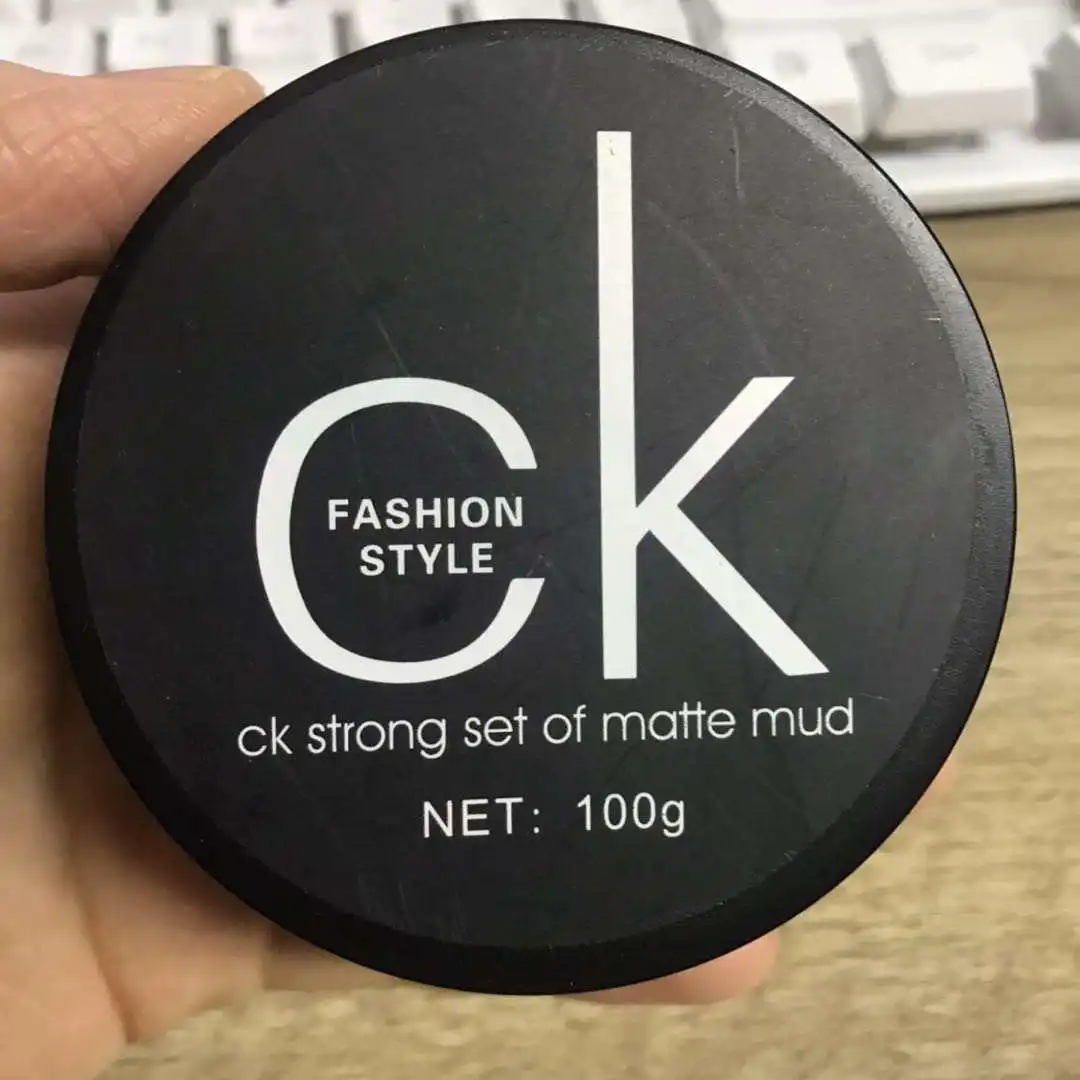 ck
FASHION
STYLE
ck strong set of matte mud
NET: 100g